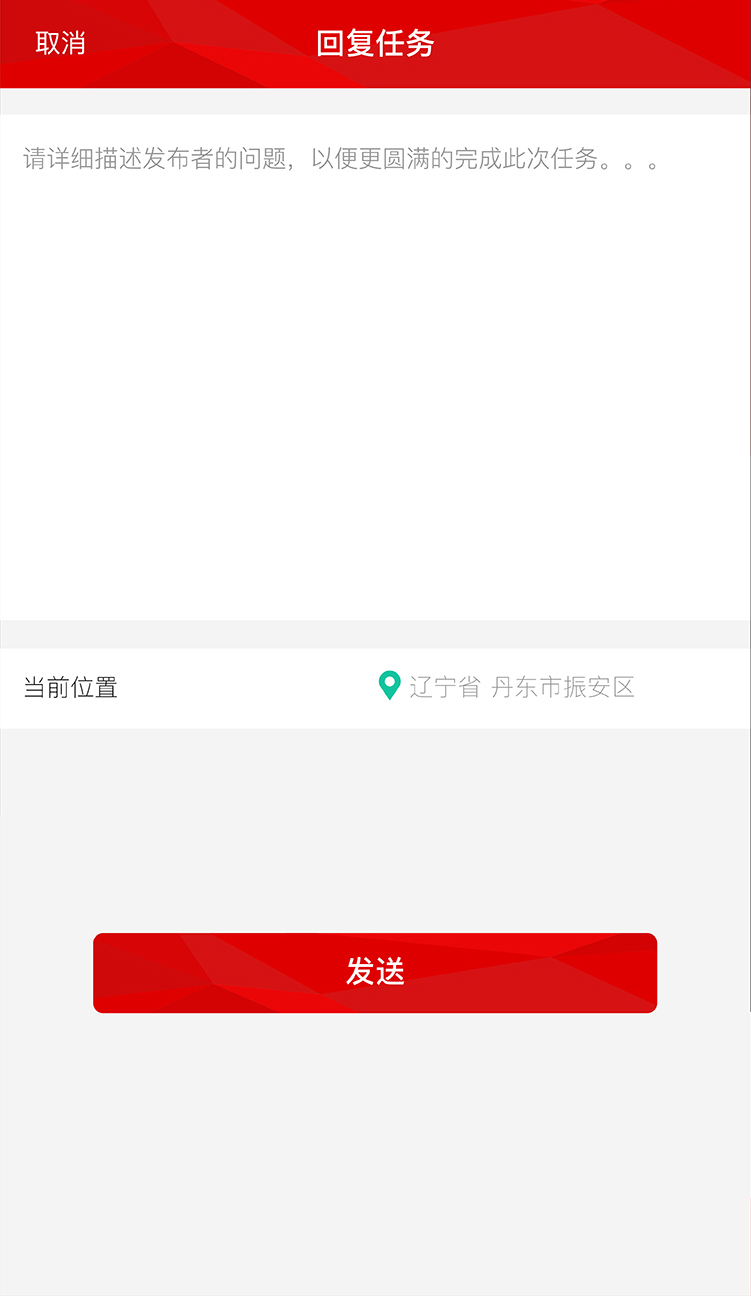 取消
回复任务
请详细描述发布者的问题，以便更圆满的完成此次任务。。。
当前位置
辽宁省 丹东市振安区
发送